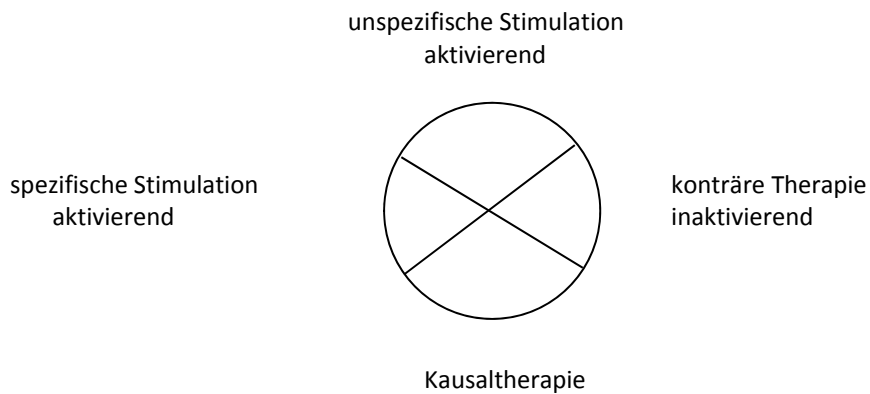 unspezifische Stimulation
aktivierend
spezifische Stimulation
aktivierend
konträre Therapie
inaktivierend
Kausaltherapie